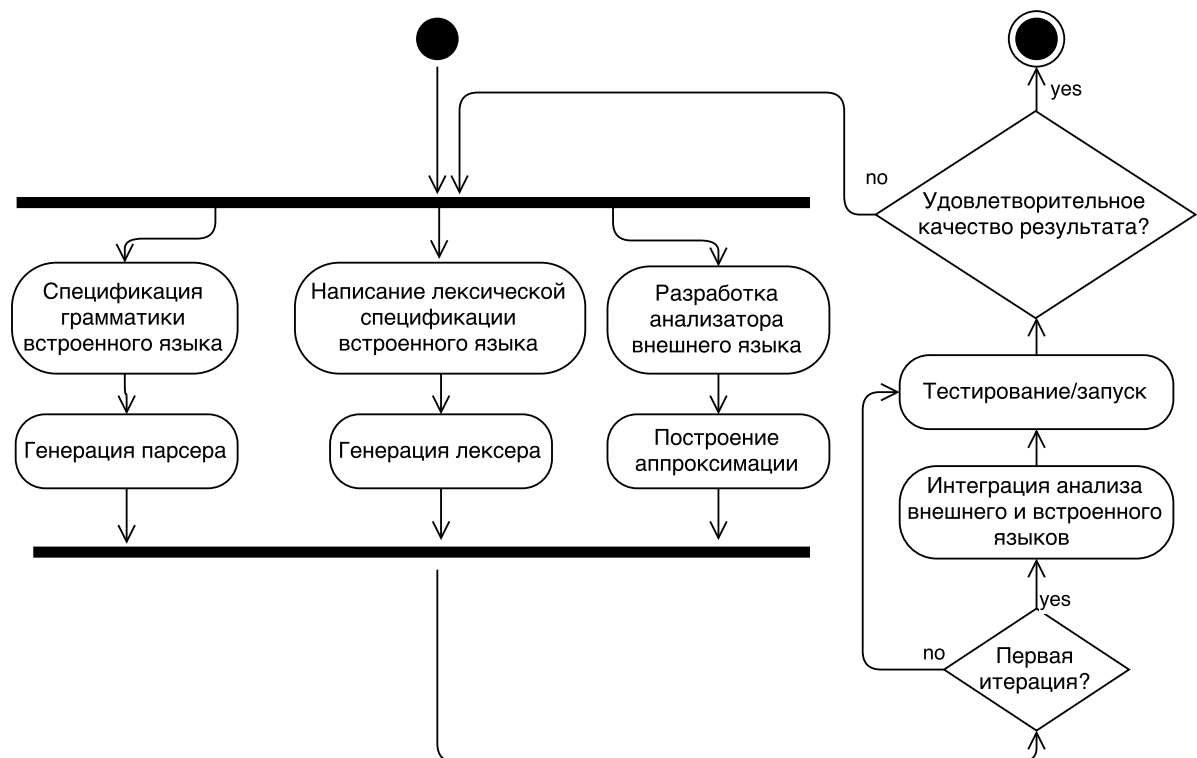 yes
no
Удовлетворительное
качество результата?
Спецификация
грамматики
встроенного языка
Написание лексической
спецификации
встроенного языка
Разработка
анализатора
внешнего языка
Тестирование/запуск
Генерация парсера
Генерация лексера
Построение
аппроксимации
Интеграция анализа
внешнего и встроенного
языков
yes
no
Первая
итерация?